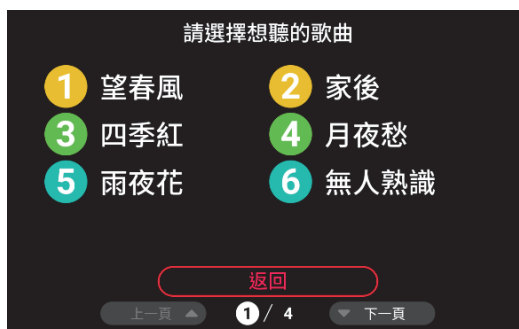 請選擇想聽的歌曲
1 望春風 2 家後
3 四季紅 4 月夜愁
5 雨夜花 6 無人熟識
返回
上一頁 ▲ 1 / 4 ▼ 下一頁